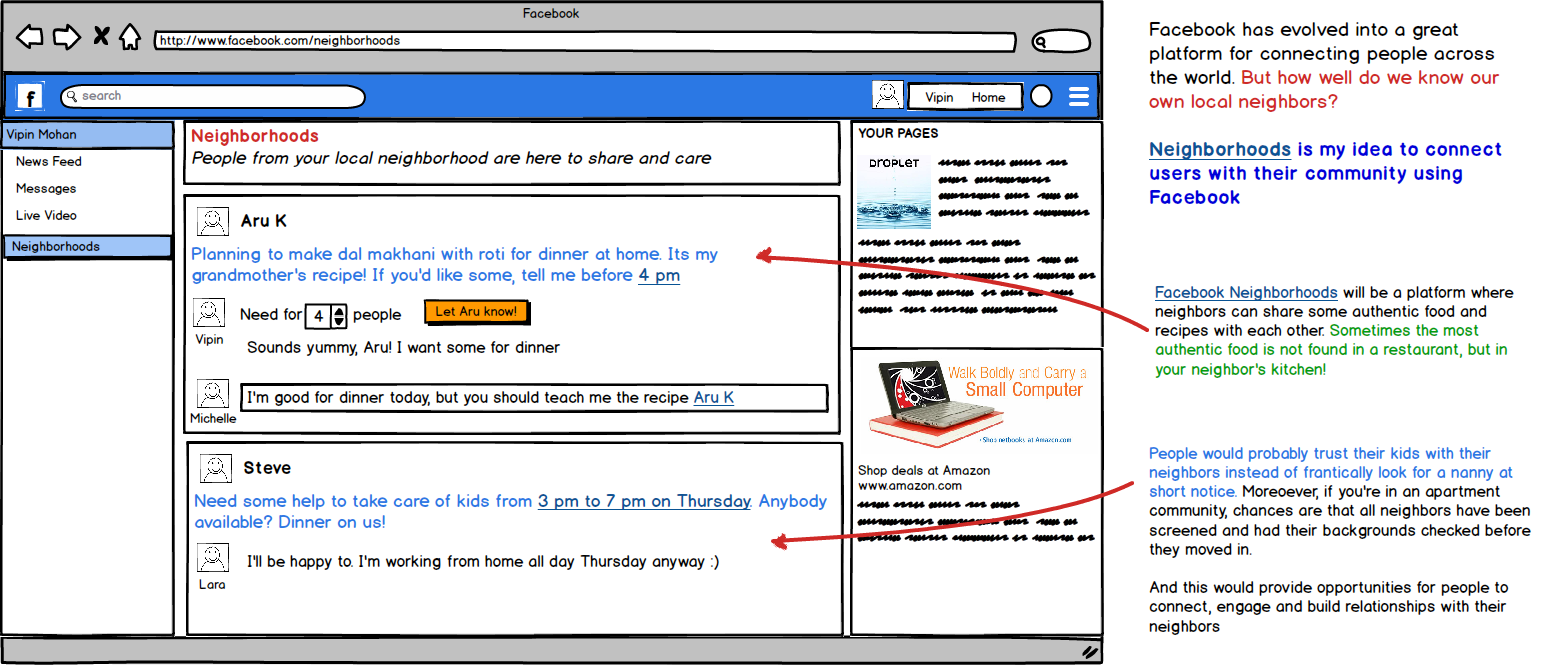 Facebook
http://www.facebook.com/neighborhoods
f
search
Vipin Home
Vipin Mohan
News Feed
Messages
Live Video
Neighborhoods
Neighborhoods
People from your local neighborhood are here to share and care
Aru K
Planning to make dal makhani with roti for dinner at home. Its my
grandmother's recipe! If you'd like some, tell me before 4 pm
Need for 4 people
Let Aru know!
Vipin
Sounds yummy, Aru! I want some for dinner
I'm good for dinner today, but you should teach me the recipe Aru K
Michelle
Steve
Need some help to take care of kids from 3 pm to 7 pm on Thursday. Anybody
available? Dinner on us!
I'll be happy to. I'm working from home all day Thursday anyway :)
Lara
YOUR PAGES
DROPLET
Walk Boldly and Carry a
Small Computer
Shop netbooks at Amazon.com
Shop deals at Amazon
www.amazon.com
Facebook has evolved into a great
platform for connecting people across
the world. But how well do we know our
own local neighbors?
Neighborhoods is my idea to connect
users with their community using
Facebook
Facebook Neighborhoods will be a platform where
neighbors can share some authentic food and
recipes with each other. Sometimes the most
authentic food is not found in a restaurant, but in
your neighbor's kitchen!
People would probably trust their kids with their
neighbors instead of frantically look for a nanny at
short notice. Moreoever, if you're in an apartment
community, chances are that all neighbors have been
screened and had their backgrounds checked before
they moved in.
And this would provide opportunities for people to
connect, engage and build relationships with their
neighbors